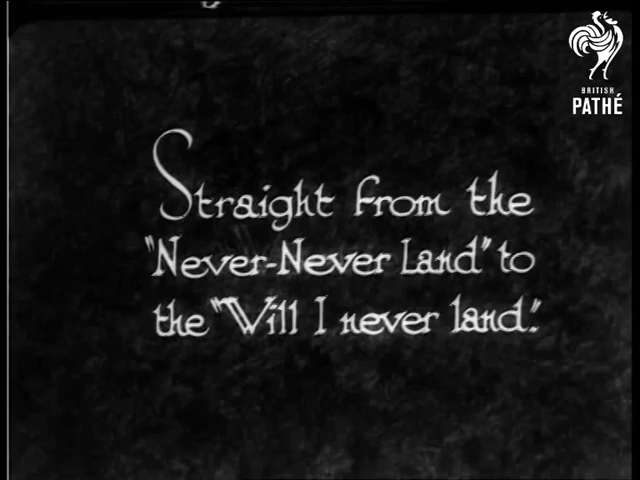 BRITISH
PATHÉ
Straight from the
"Never-Never Land" to
the "Will I never land."